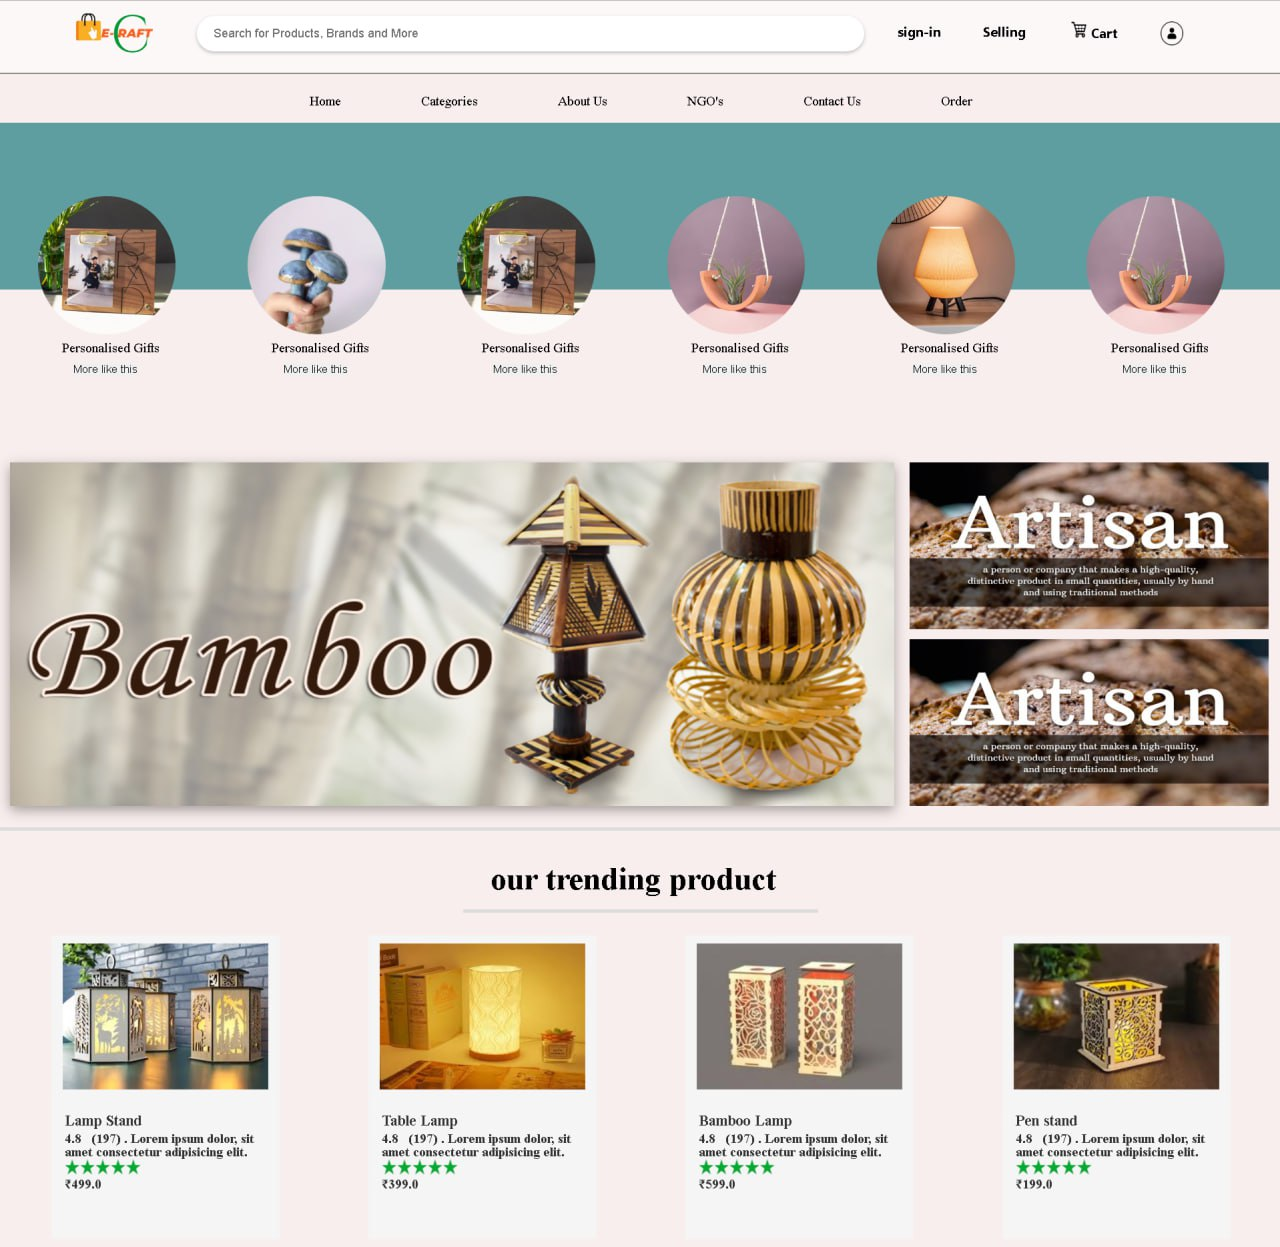 E-CRAFT
Search for Products, Brands and More
sign-in
Selling
Cart
Home
Categories
About Us
NGO's
Contact Us
Order
GRAD
GRAD
Personalised Gifts
Personalised Gifts
Personalised Gifts
Personalised Gifts
Personalised Gifts
Personalised Gifts
More like this
More like this
More like this
More like this
More like this
More like this
Bamboo
Artisan
a person or company that makes a high-quality,
distinctive product in small quantities, usually by hand
and using traditional methods
Artisan
a person or company that makes a high-quality,
distinctive product in small quantities, usually by hand
and using traditional methods
our trending product
Lamp Stand
4.8 (197) . Lorem ipsum dolor, sit
amet consectetur adipisicing elit.
₹499.0
Table Lamp
4.8 (197) . Lorem ipsum dolor, sit
amet consectetur adipisicing elit.
₹399.0
Bamboo Lamp
4.8 (197) . Lorem ipsum dolor, sit
amet consectetur adipisicing elit.
₹599.0
Pen stand
4.8 (197) . Lorem ipsum dolor, sit
amet consectetur adipisicing elit.
₹199.0